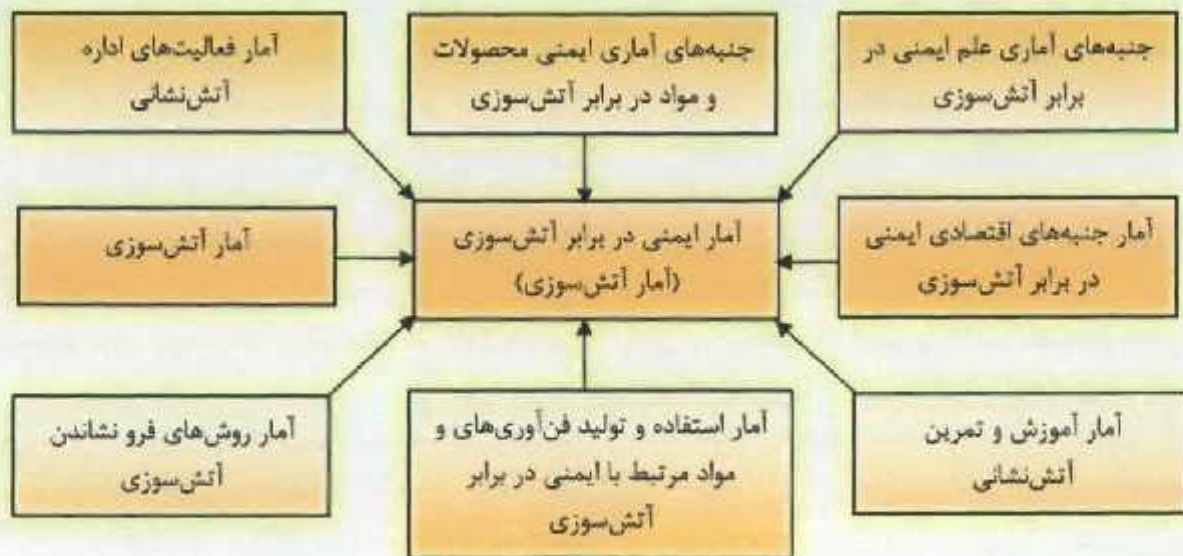 جنبه‌های آماری علم ایمنی در
برابر آتش‌سوزی
جنبه‌های آماری ایمنی محصولات
و مواد در برابر آتش‌سوزی
آمار فعالیت‌های اداره
آتش‌نشانی
آمار جنبه‌های اقتصادی ایمنی
در برابر آتش‌سوزی
آمار ایمنی در برابر آتش‌سوزی
(آمار آتش‌سوزی)
آمار آتش‌سوزی
آمار آموزش و تمرین
آتش‌نشانی
آمار استفاده و تولید فن‌آوری‌های و
مواد مرتبط با ایمنی در برابر
آتش‌سوزی
آمار روش‌های فرو نشاندن
آتش‌سوزی